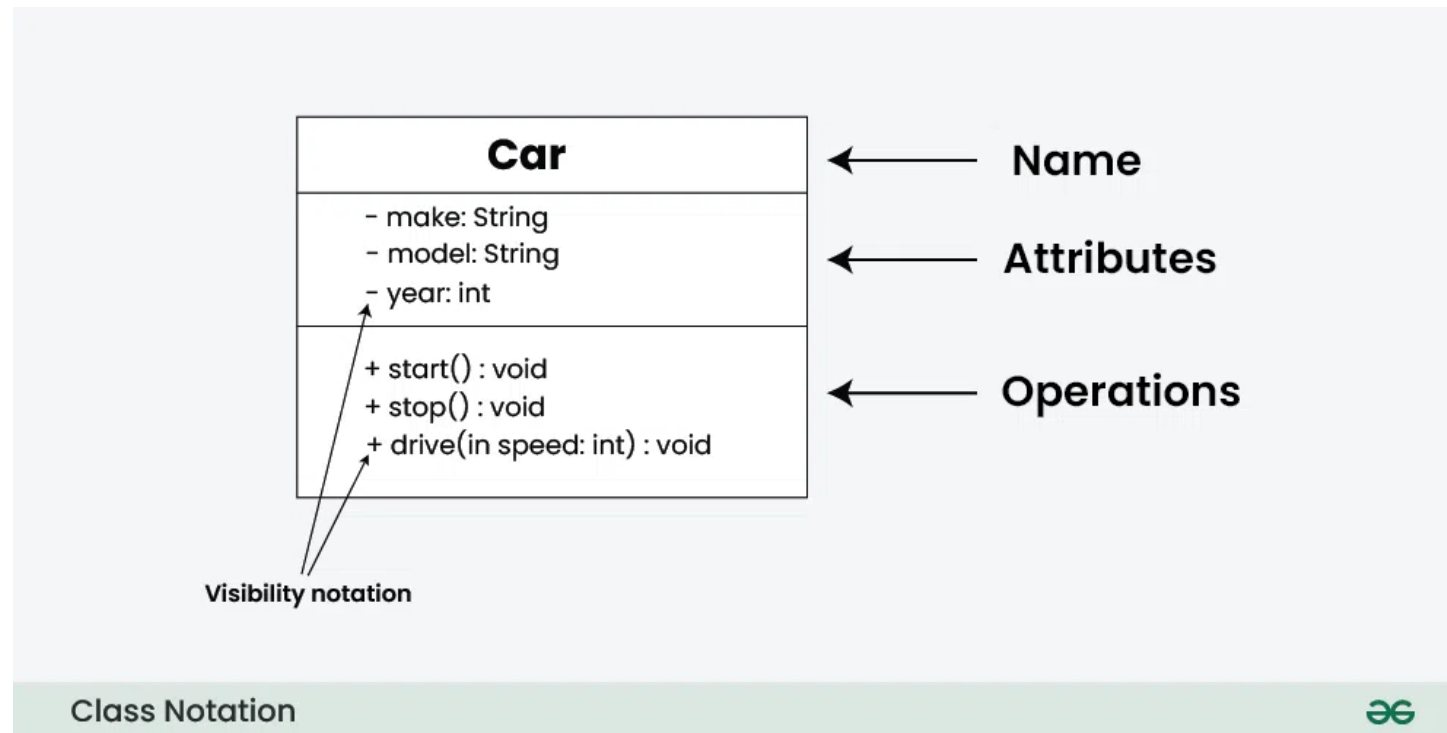 Car
- make: String
- model: String
- year: int
+ start() : void
+ stop() : void
+ drive(in speed: int) : void
Name
Attributes
Operations
Visibility notation
Class Notation